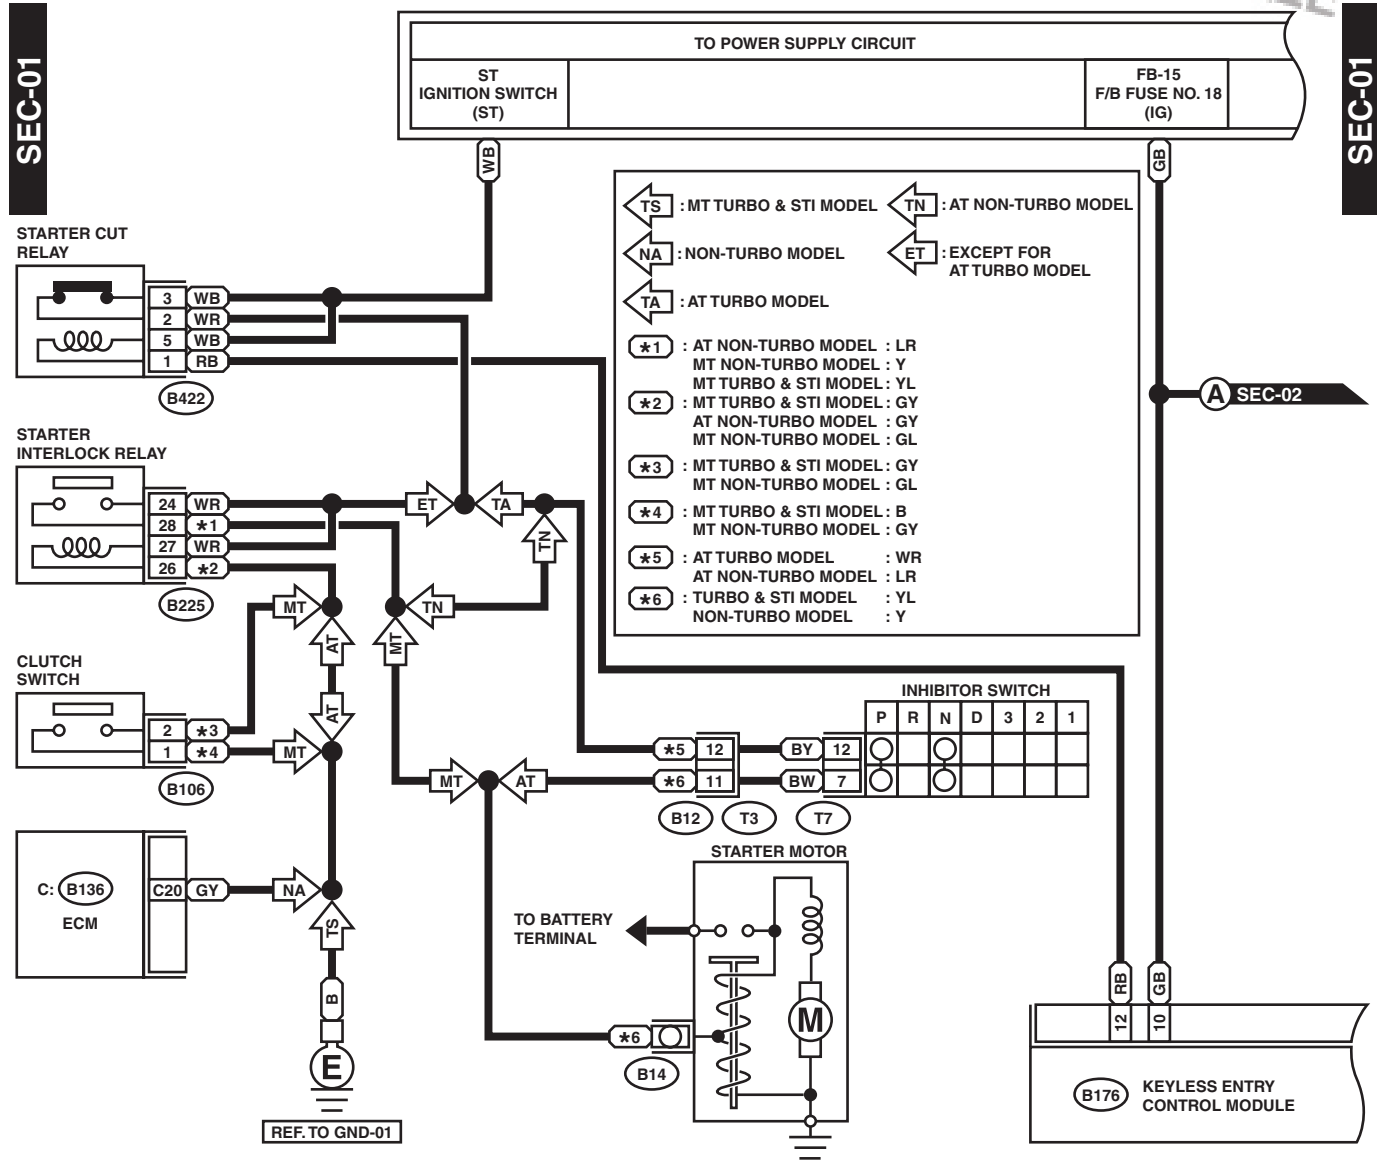 SEC-01
SEC-01
TO POWER SUPPLY CIRCUIT
ST
IGNITION SWITCH
(ST)
FB-15
F/B FUSE NO. 18
(IG)
WB
GB
TS : MT TURBO & STI MODEL
TN : AT NON-TURBO MODEL
NA : NON-TURBO MODEL
ET : EXCEPT FOR
AT TURBO MODEL
TA : AT TURBO MODEL
*1 : AT NON-TURBO MODEL : LR
MT NON-TURBO MODEL : Y
MT TURBO & STI MODEL : YL
*2 : MT TURBO & STI MODEL : GY
AT NON-TURBO MODEL : GY
MT NON-TURBO MODEL : GL
*3 : MT TURBO & STI MODEL : GY
MT NON-TURBO MODEL : GL
*4 : MT TURBO & STI MODEL : B
MT NON-TURBO MODEL : GY
*5 : AT TURBO MODEL : WR
AT NON-TURBO MODEL : LR
*6 : TURBO & STI MODEL : YL
NON-TURBO MODEL : Y
A SEC-02
STARTER CUT
RELAY
3 WB
2 WR
5 WB
1 RB
B422
STARTER
INTERLOCK RELAY
24 WR
28 *1
27 WR
26 *2
B225
ET
TA
TN
TN
MT
AT
MT
AT
CLUTCH
SWITCH
2 *3
1 *4
B106
MT
MT
AT
INHIBITOR SWITCH
P R N D 3 2 1
*5 12 BY 12
*6 11 BW 7
B12 T3 T7
C: B136
ECM
C20 GY
NA
TS
B
E
REF. TO GND-01
STARTER MOTOR
TO BATTERY
TERMINAL
M
*6
B14
RB
GB
12
10
B176
KEYLESS ENTRY
CONTROL MODULE